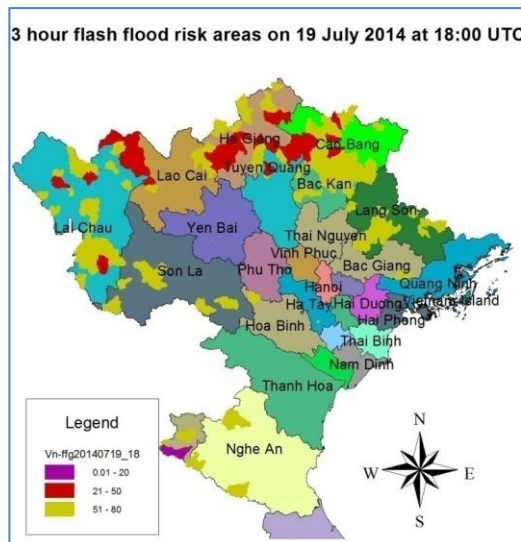 3 hour flash flood risk areas on 19 July 2014 at 18:00 UTC
Ha Giang
Cao Bang
Lao Cai
Tuyen Quang
Bac Kan
Lai Chau
Yen Bai
Lang Son
Thai Nguyen
Son La
Phu Tho
Vinh Phuc
Bac Giang
Hanoi
Quang Ninh
Ha Tay
Hai Duong
Vietnam-Island
Hai Phong
Hoa Binh
Thai Binh
Nam Dinh
Thanh Hoa
Nghe An
Legend
Vn-ffg20140719_18
0.01 - 20
21 - 50
51 - 80
N
W
E
S